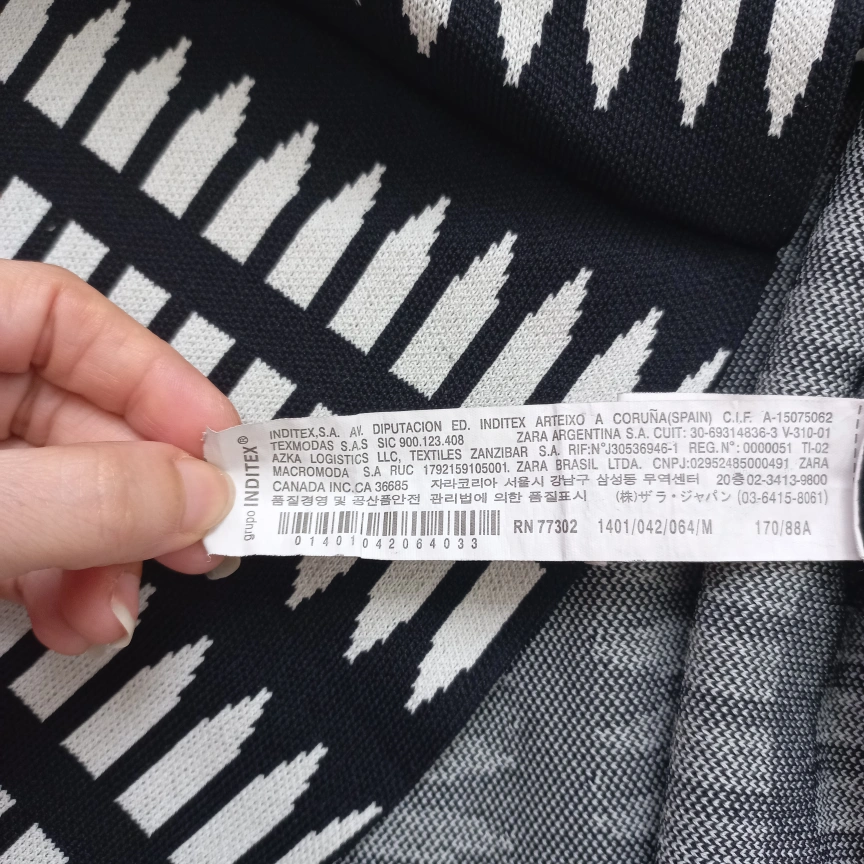 grupo INDITEX®
INDITEX,S.A. AV. DIPUTACION ED. INDITEX ARTEIXO A CORUÑA(SPAIN) C.I.F. A-15075062
TEXMODAS S.A.S SIC 900.123.408 ZARA ARGENTINA S.A. CUIT: 30-69314836-3 V-310-01
AZKA LOGISTICS LLC, TEXTILES ZANZIBAR S.A. RIF:NºJ30536946-1 REG.Nº: 0000051 TI-02
MACROMODA S.A RUC 1792159105001. ZARA BRASIL LTDA. CNPJ:02952485000491 ZARA
CANADA INC.CA 36685 자라코리아 서울시 강남구 삼성동 무역센터 20층 02-3413-9800
품질경영 및 공산품안전 관리법에 의한 품질표시 (株)ザラ・ジャパン (03-6415-8061)
RN 77302 1401/042/064/M 170/88A
01401042064033